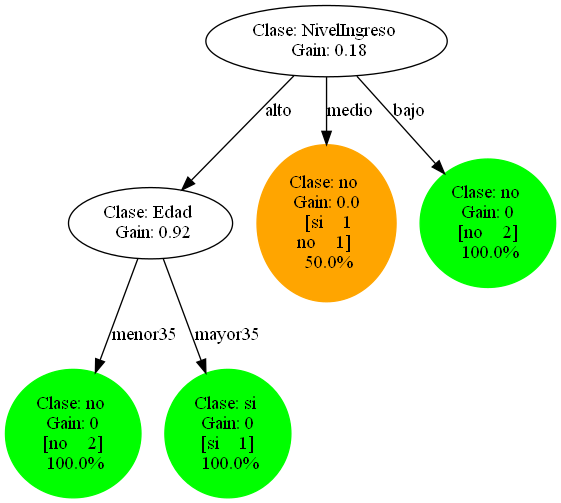 Clase: NivelIngreso
Gain: 0.18
alto
medio
bajo
Clase: Edad
Gain: 0.92
Clase: no
Gain: 0.0
[si 1
no 1]
50.0%
Clase: no
Gain: 0
[no 2]
100.0%
menor35
mayor35
Clase: no
Gain: 0
[no 2]
100.0%
Clase: si
Gain: 0
[si 1]
100.0%